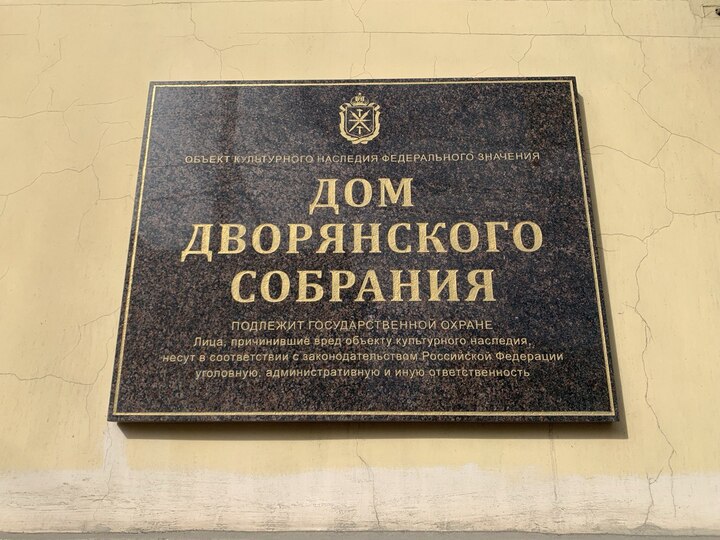 ОБЪЕКТ КУЛЬТУРНОГО НАСЛЕДИЯ ФЕДЕРАЛЬНОГО ЗНАЧЕНИЯ
ДОМ
ДВОРЯНСКОГО
СОБРАНИЯ
ПОДЛЕЖИТ ГОСУДАРСТВЕННОЙ ОХРАНЕ
Лица, причинившие вред объекту культурного наследия,
несут в соответствии с законодательством Российской Федерации
уголовную, административную и иную ответственность